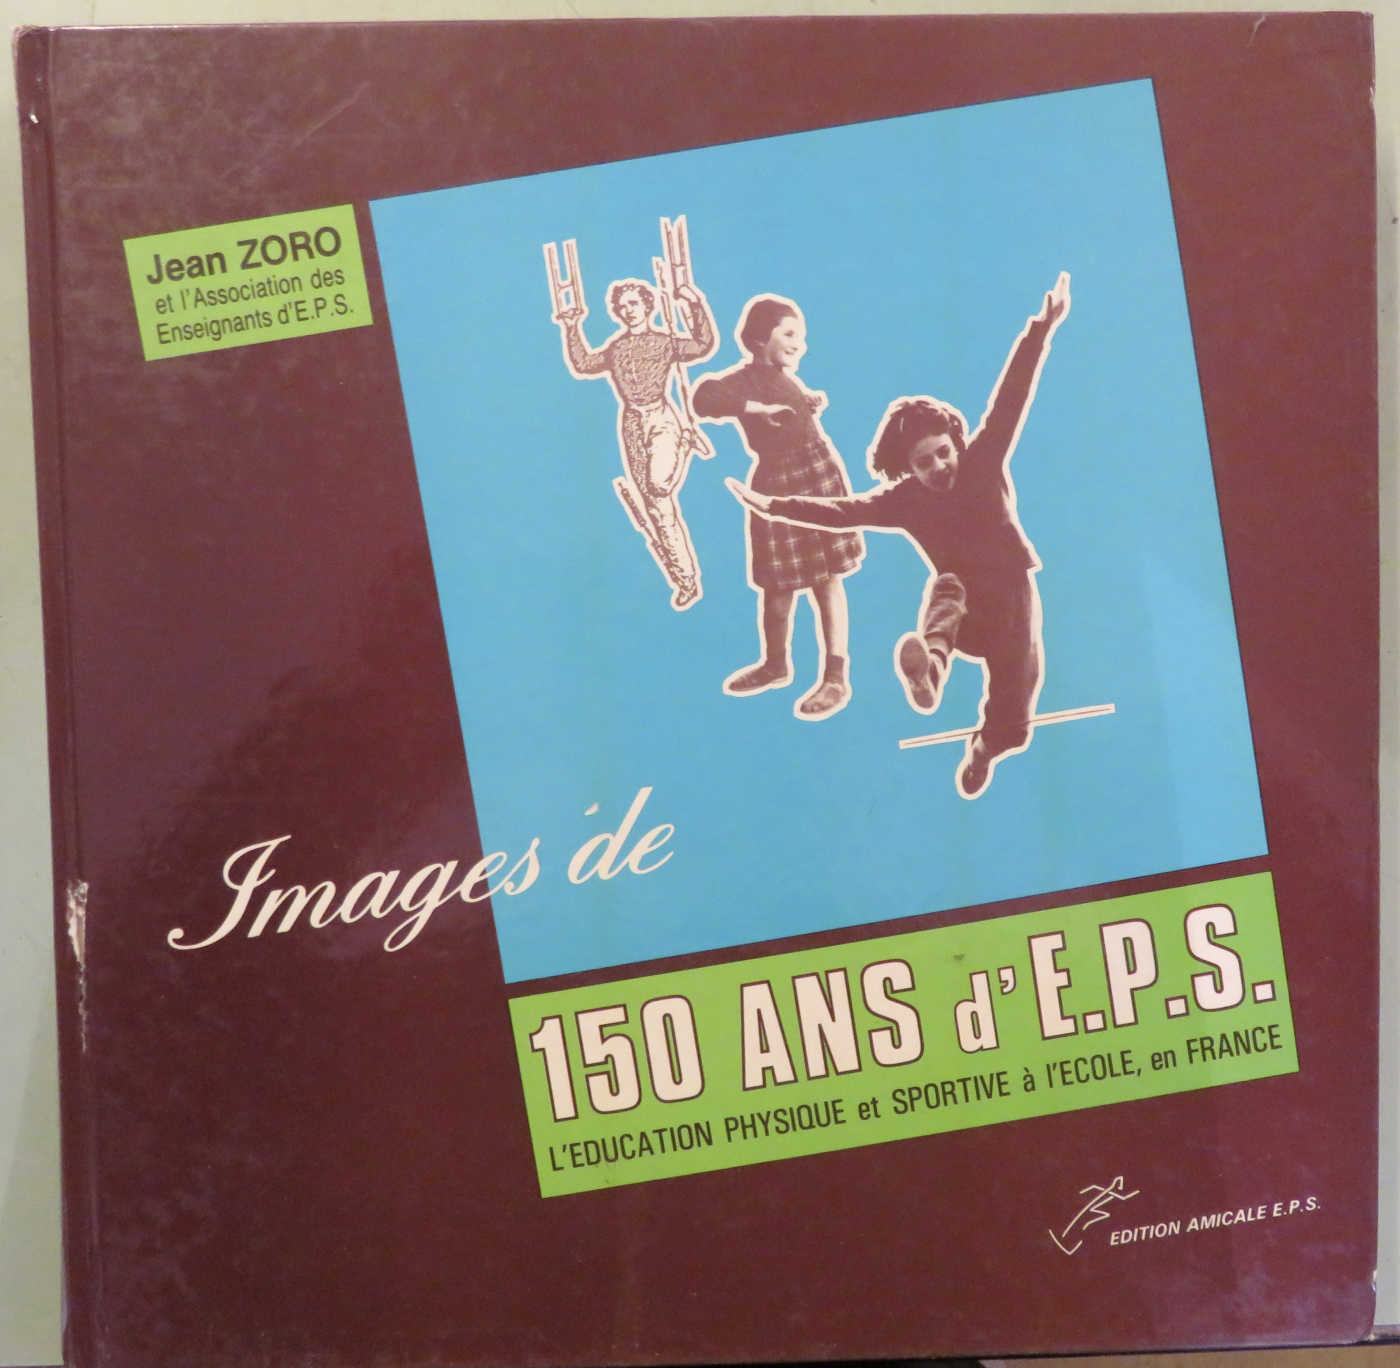 Jean ZORO
et l'Association des
Enseignants d'E.P.S.
Images de
150 ANS d'E.P.S.
L'EDUCATION PHYSIQUE et SPORTIVE à l'ECOLE, en FRANCE
EDITION AMICALE E.P.S.